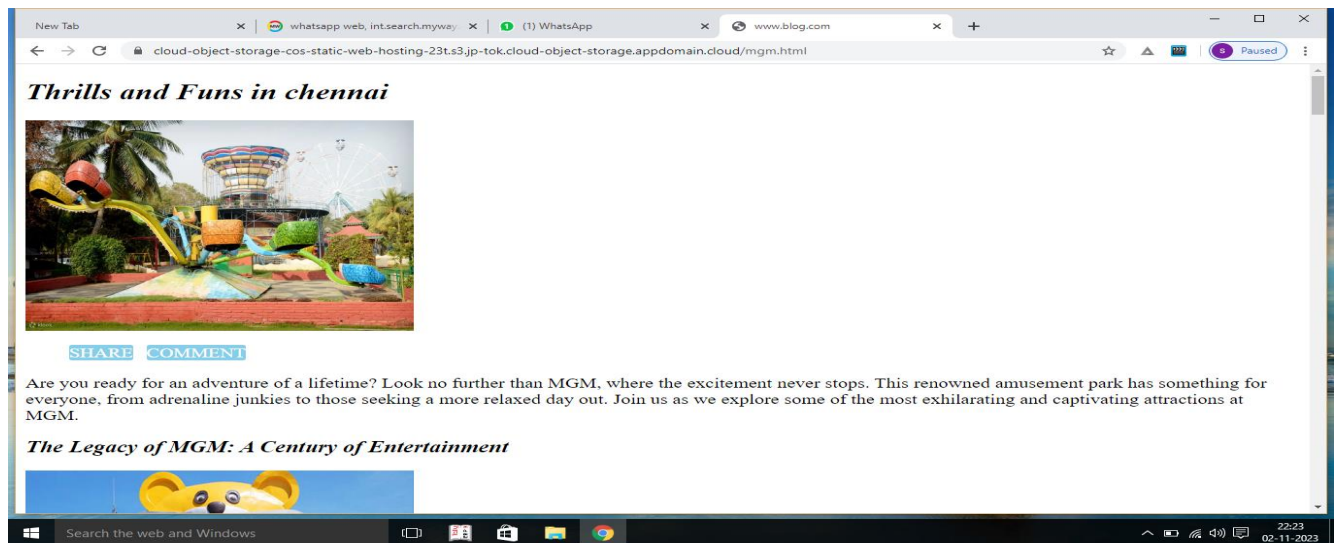 New Tab
whatsapp web, int.search.myway
(1) WhatsApp
www.blog.com
cloud-object-storage-cos-static-web-hosting-23t.s3.jp-tok.cloud-object-storage.appdomain.cloud/mgm.html
s Paused
Thrills and Funs in chennai
SHARE COMMENT
Are you ready for an adventure of a lifetime? Look no further than MGM, where the excitement never stops. This renowned amusement park has something for
everyone, from adrenaline junkies to those seeking a more relaxed day out. Join us as we explore some of the most exhilarating and captivating attractions at
MGM.
The Legacy of MGM: A Century of Entertainment
Search the web and Windows
22:23
02-11-2023